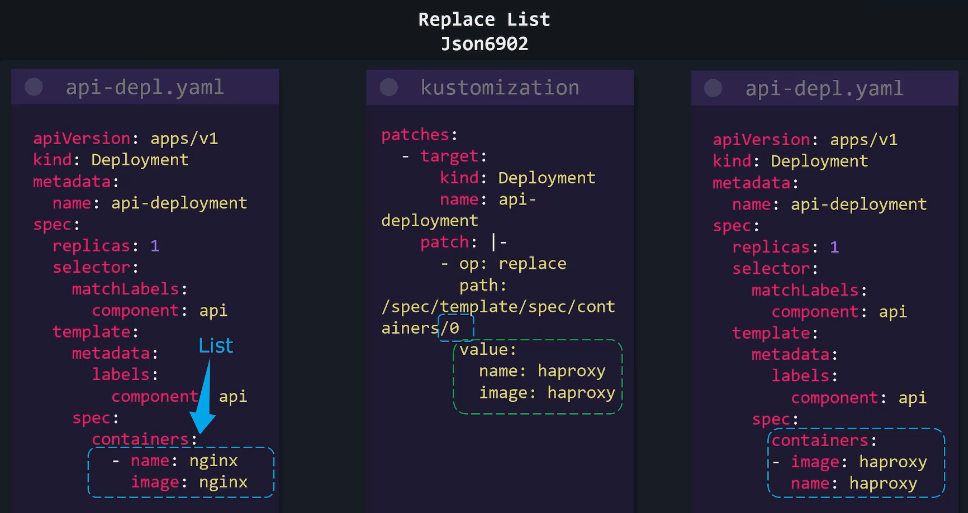 Replace List
Json6902
api-depl.yaml
apiVersion: apps/v1
kind: Deployment
metadata:
  name: api-deployment
spec:
  replicas: 1
  selector:
    matchLabels:
      component: api
  template:
    metadata:
      labels:
        component: api
    spec:
      containers:
        - name: nginx
          image: nginx
List
kustomization
patches:
  - target:
      kind: Deployment
      name: api-
deployment
    patch: |-
      - op: replace
        path:
/spec/template/spec/cont
ainers/0
        value:
          name: haproxy
          image: haproxy
api-depl.yaml
apiVersion: apps/v1
kind: Deployment
metadata:
  name: api-deployment
spec:
  replicas: 1
  selector:
    matchLabels:
      component: api
  template:
    metadata:
      labels:
        component: api
    spec:
      containers:
      - image: haproxy
        name: haproxy